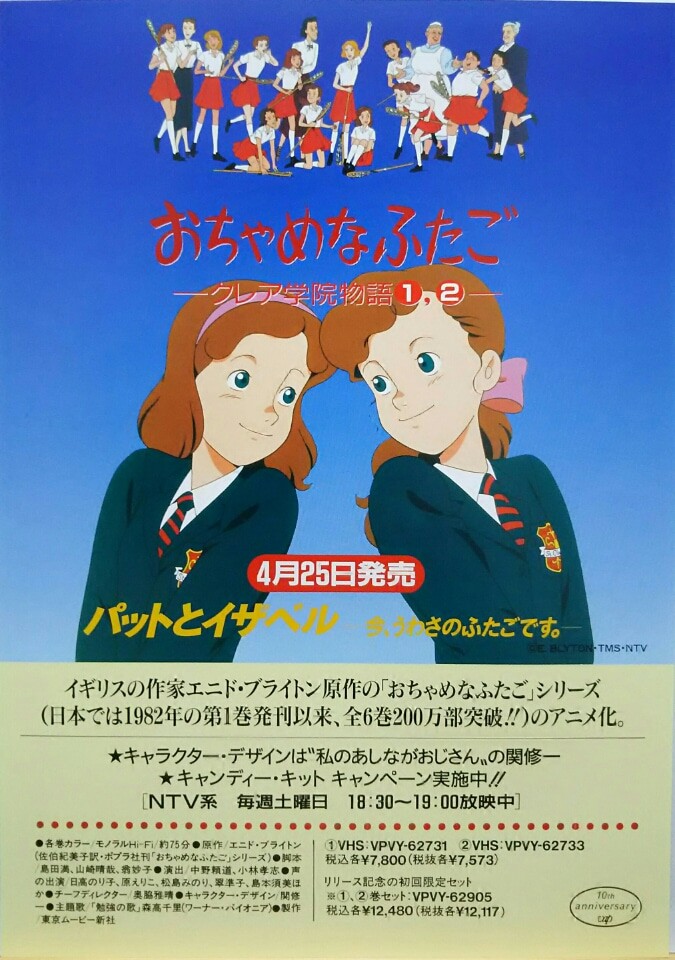 おちゃめなふたご
―クレア学院物語1,2―
4月25日発売
パットとイザベル ― 今、うわさのふたごです。―
©E. BLYTON・TMS・NTV
イギリスの作家エニド・ブライトン原作の「おちゃめなふたご」シリーズ
(日本では1982年の第1巻発刊以来、全6巻200万部突破!!)のアニメ化。
★キャラクター・デザインは〝私のあしながおじさん〟の関修一
★キャンディー・キット キャンペーン実施中!!
[NTV系 毎週土曜日 18:30〜19:00放映中]
●各巻カラー/モノラルHi-Fi/約75分●原作/エニド・ブライトン
(佐伯紀美子訳・ポプラ社刊「おちゃめなふたご」シリーズ)●脚本
/島田満、山崎晴哉、翁妙子●演出/中野頼道、小林孝志●声
の出演/日高のり子、原えりこ、松島みのり、翠準子、島本須美ほ
か●チーフディレクター/奥脇雅晴●キャラクター・デザイン/関修
一●主題歌/「勉強の歌」森高千里(ワーナー・パイオニア)●製作
/東京ムービー新社
①VHS:VPVY-62731 ②VHS:VPVY-62733
税込各¥7,800(税抜各¥7,573)
リリース記念の初回限定セット
※①、②巻セット:VPVY-62905
税込各¥12,480(税抜各¥12,117)
10th
anniversary
vap